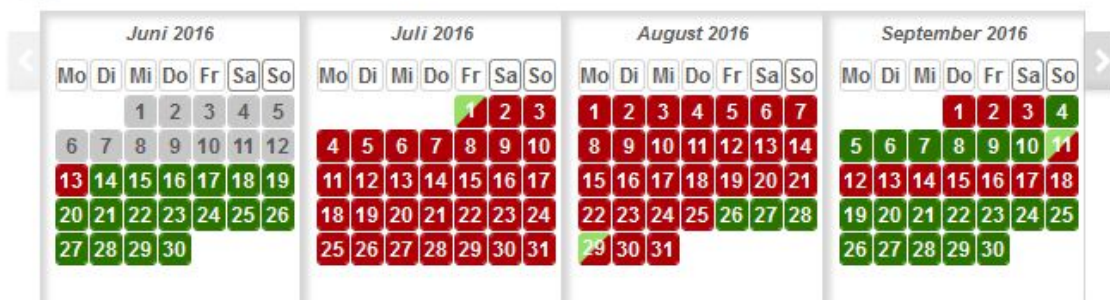 Juni 2016 Juli 2016 August 2016 September 2016
Mo Di Mi Do Fr Sa So Mo Di Mi Do Fr Sa So Mo Di Mi Do Fr Sa So Mo Di Mi Do Fr Sa So
1 2 3 4 5 1 2 3 1 2 3 4 5 6 7 1 2 3 4
6 7 8 9 10 11 12 4 5 6 7 8 9 10 8 9 10 11 12 13 14 5 6 7 8 9 10 11
13 14 15 16 17 18 19 11 12 13 14 15 16 17 15 16 17 18 19 20 21 12 13 14 15 16 17 18
20 21 22 23 24 25 26 18 19 20 21 22 23 24 22 23 24 25 26 27 28 19 20 21 22 23 24 25
27 28 29 30 25 26 27 28 29 30 31 29 30 31 26 27 28 29 30